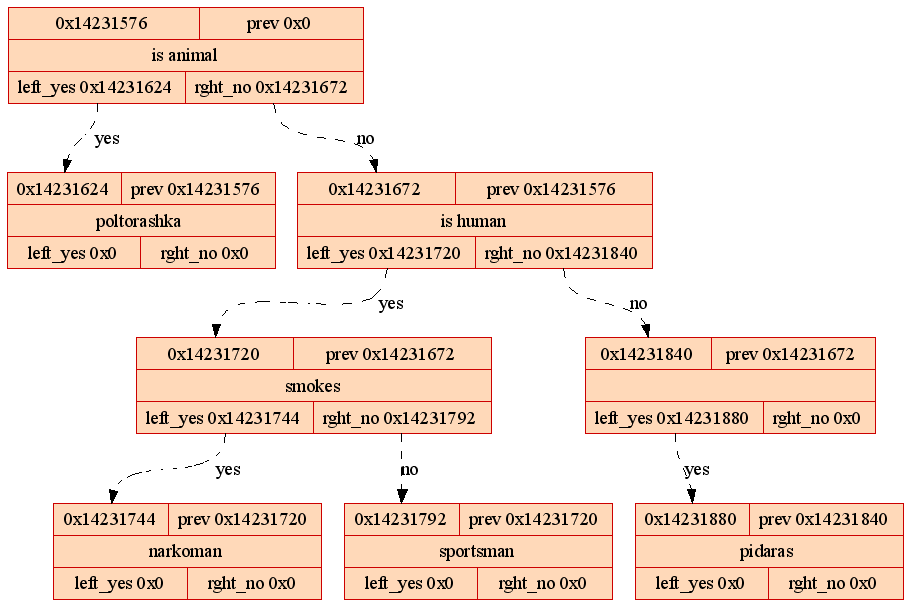 0x14231576 prev 0x0
is animal
left_yes 0x14231624 rght_no 0x14231672
yes no
0x14231624 prev 0x14231576
poltorashka
left_yes 0x0 rght_no 0x0
0x14231672 prev 0x14231576
is human
left_yes 0x14231720 rght_no 0x14231840
yes no
0x14231720 prev 0x14231672
smokes
left_yes 0x14231744 rght_no 0x14231792
0x14231840 prev 0x14231672
left_yes 0x14231880 rght_no 0x0
yes no yes
0x14231744 prev 0x14231720
narkoman
left_yes 0x0 rght_no 0x0
0x14231792 prev 0x14231720
sportsman
left_yes 0x0 rght_no 0x0
0x14231880 prev 0x14231840
pidaras
left_yes 0x0 rght_no 0x0